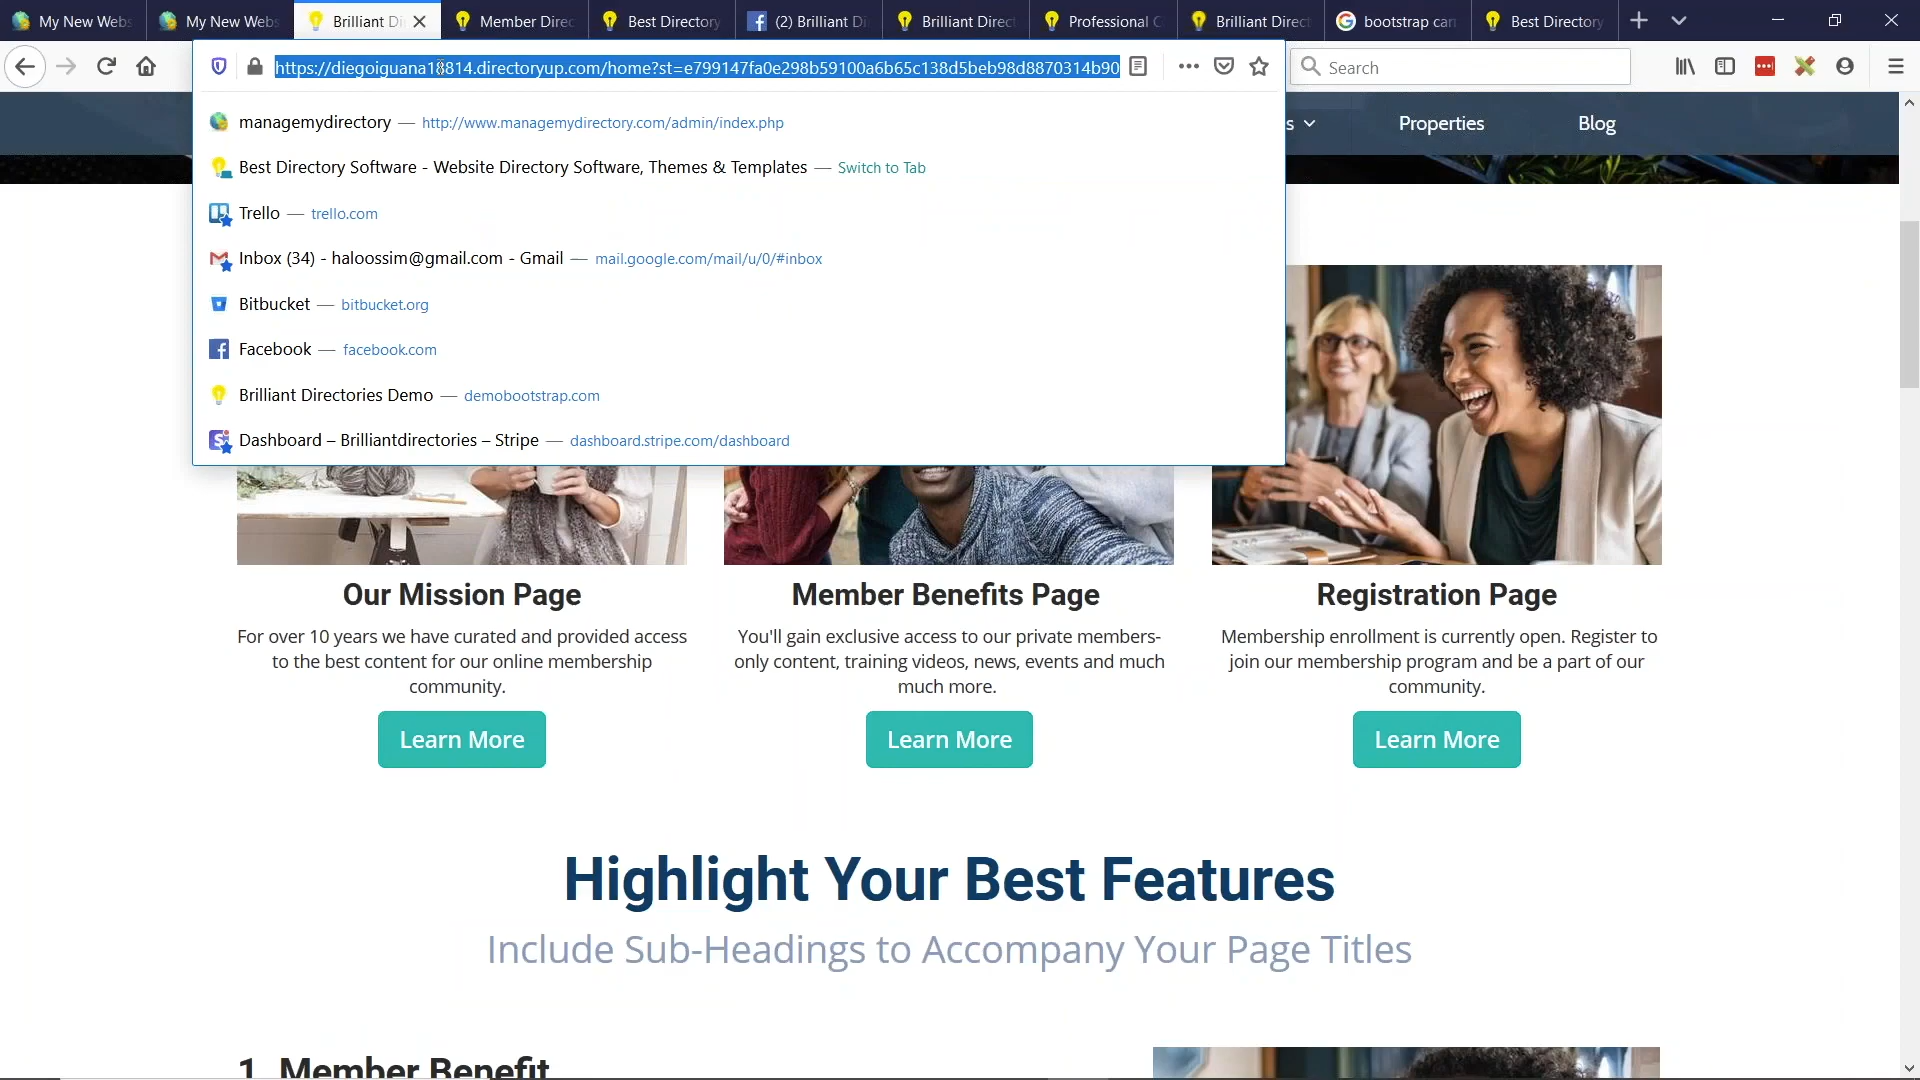 My New Webs
My New Webs
Brilliant Di
Member Direc
Best Directory
(2) Brilliant Di
Brilliant Direct
Professional C
Brilliant Direct
bootstrap car
Best Directory
https://diegoiguana18814.directoryup.com/home?st=e799147fa0e298b59100a6b65c138d5beb98d8870314b90
Search
managemydirectory — http://www.managemydirectory.com/admin/index.php
Best Directory Software - Website Directory Software, Themes & Templates — Switch to Tab
Trello — trello.com
Inbox (34) - haloossim@gmail.com - Gmail — mail.google.com/mail/u/0/#inbox
Bitbucket — bitbucket.org
Facebook — facebook.com
Brilliant Directories Demo — demobootstrap.com
Dashboard – Brilliantdirectories – Stripe — dashboard.stripe.com/dashboard
s
Properties
Blog
Our Mission Page
For over 10 years we have curated and provided access
to the best content for our online membership
community.
Learn More
Member Benefits Page
You'll gain exclusive access to our private members-
only content, training videos, news, events and much
much more.
Learn More
Registration Page
Membership enrollment is currently open. Register to
join our membership program and be a part of our
community.
Learn More
Highlight Your Best Features
Include Sub-Headings to Accompany Your Page Titles
1. Member Benefit